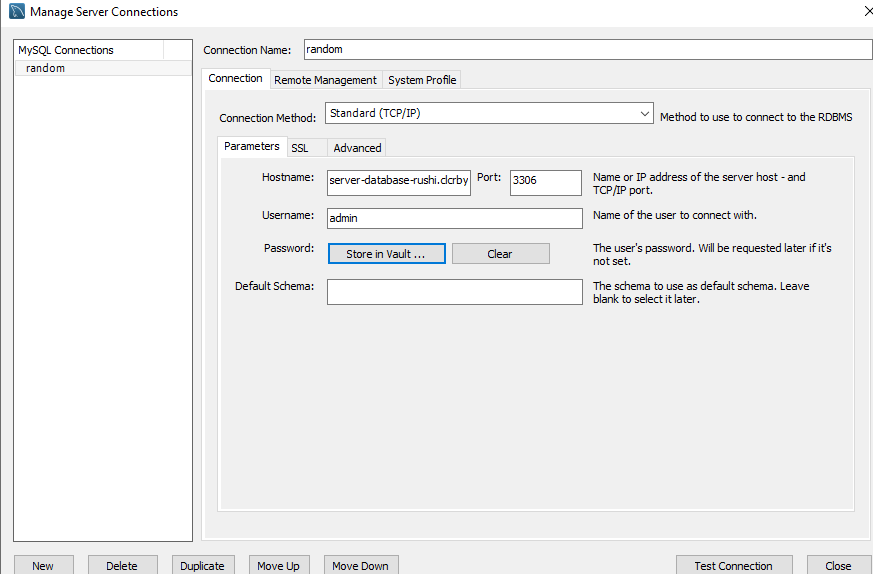 Manage Server Connections
MySQL Connections
random
Connection Name: random
Connection Remote Management System Profile
Connection Method: Standard (TCP/IP) Method to use to connect to the RDBMS
Parameters SSL Advanced
Hostname: server-database-rushi.clcrby Port: 3306 Name or IP address of the server host - and
TCP/IP port.
Username: admin Name of the user to connect with.
Password: Store in Vault ... Clear The user's password. Will be requested later if it's
not set.
Default Schema: The schema to use as default schema. Leave
blank to select it later.
New Delete Duplicate Move Up Move Down Test Connection Close